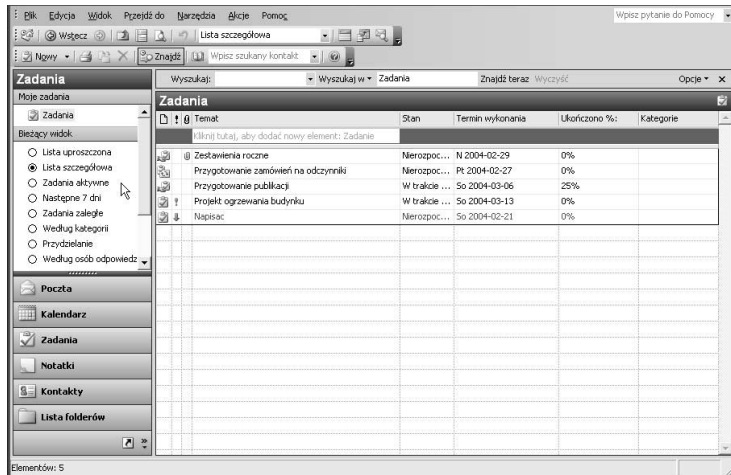 Plik Edycja Widok Przejdź do Narzędzia Akcje Pomoc Wpisz pytanie do Pomocy
Wstecz Lista szczegółowa
Nowy Znajdź Wpisz szukany kontakt
Zadania Wyszukaj: Wyszukaj w Zadania Znajdź teraz Wyczyść Opcje
Moje zadania
Zadania
Bieżący widok
Lista uproszczona
Lista szczegółowa
Zadania aktywne
Następne 7 dni
Zadania zaległe
Według kategorii
Przydzielanie
Według osób odpowiedz
Poczta
Kalendarz
Zadania
Notatki
Kontakty
Lista folderów
Zadania
Temat Stan Termin wykonania Ukończono %: Kategorie
Kliknij tutaj, aby dodać nowy element: Zadanie
Zestawienia roczne Nierozpoc... N 2004-02-29 0%
Przygotowanie zamówień na odczynniki Nierozpoc... Pt 2004-02-27 0%
Przygotowanie publikacji W trakcie ... So 2004-03-06 25%
Projekt ogrzewania budynku W trakcie ... So 2004-03-13 0%
Napisac Nierozpoc... So 2004-02-21 0%
Elementów: 5